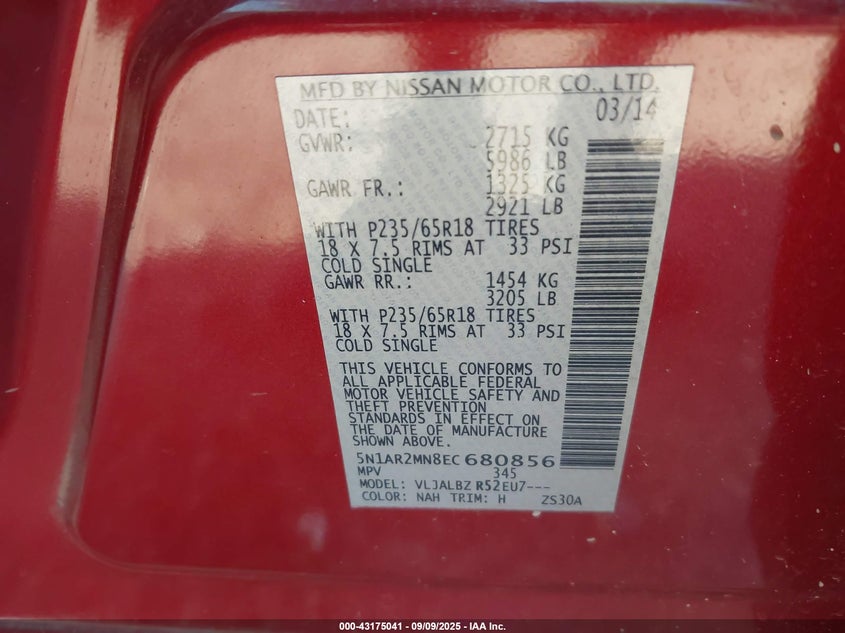 MFD BY NISSAN MOTOR CO., LTD.
DATE: 03/14
GVWR: 2715 KG
5986 LB
GAWR FR.: 1325 KG
2921 LB
WITH P235/65R18 TIRES
18 X 7.5 RIMS AT 33 PSI
COLD SINGLE
GAWR RR.: 1454 KG
3205 LB
WITH P235/65R18 TIRES
18 X 7.5 RIMS AT 33 PSI
COLD SINGLE
THIS VEHICLE CONFORMS TO
ALL APPLICABLE FEDERAL
MOTOR VEHICLE SAFETY AND
THEFT PREVENTION
STANDARDS IN EFFECT ON
THE DATE OF MANUFACTURE
SHOWN ABOVE.
5N1AR2MN8EC 680856
MPV 345
MODEL: VLJALBZ R52EU7---
COLOR: NAH TRIM: H ZS30A
000-43175041 - 09/09/2025 - IAA Inc.